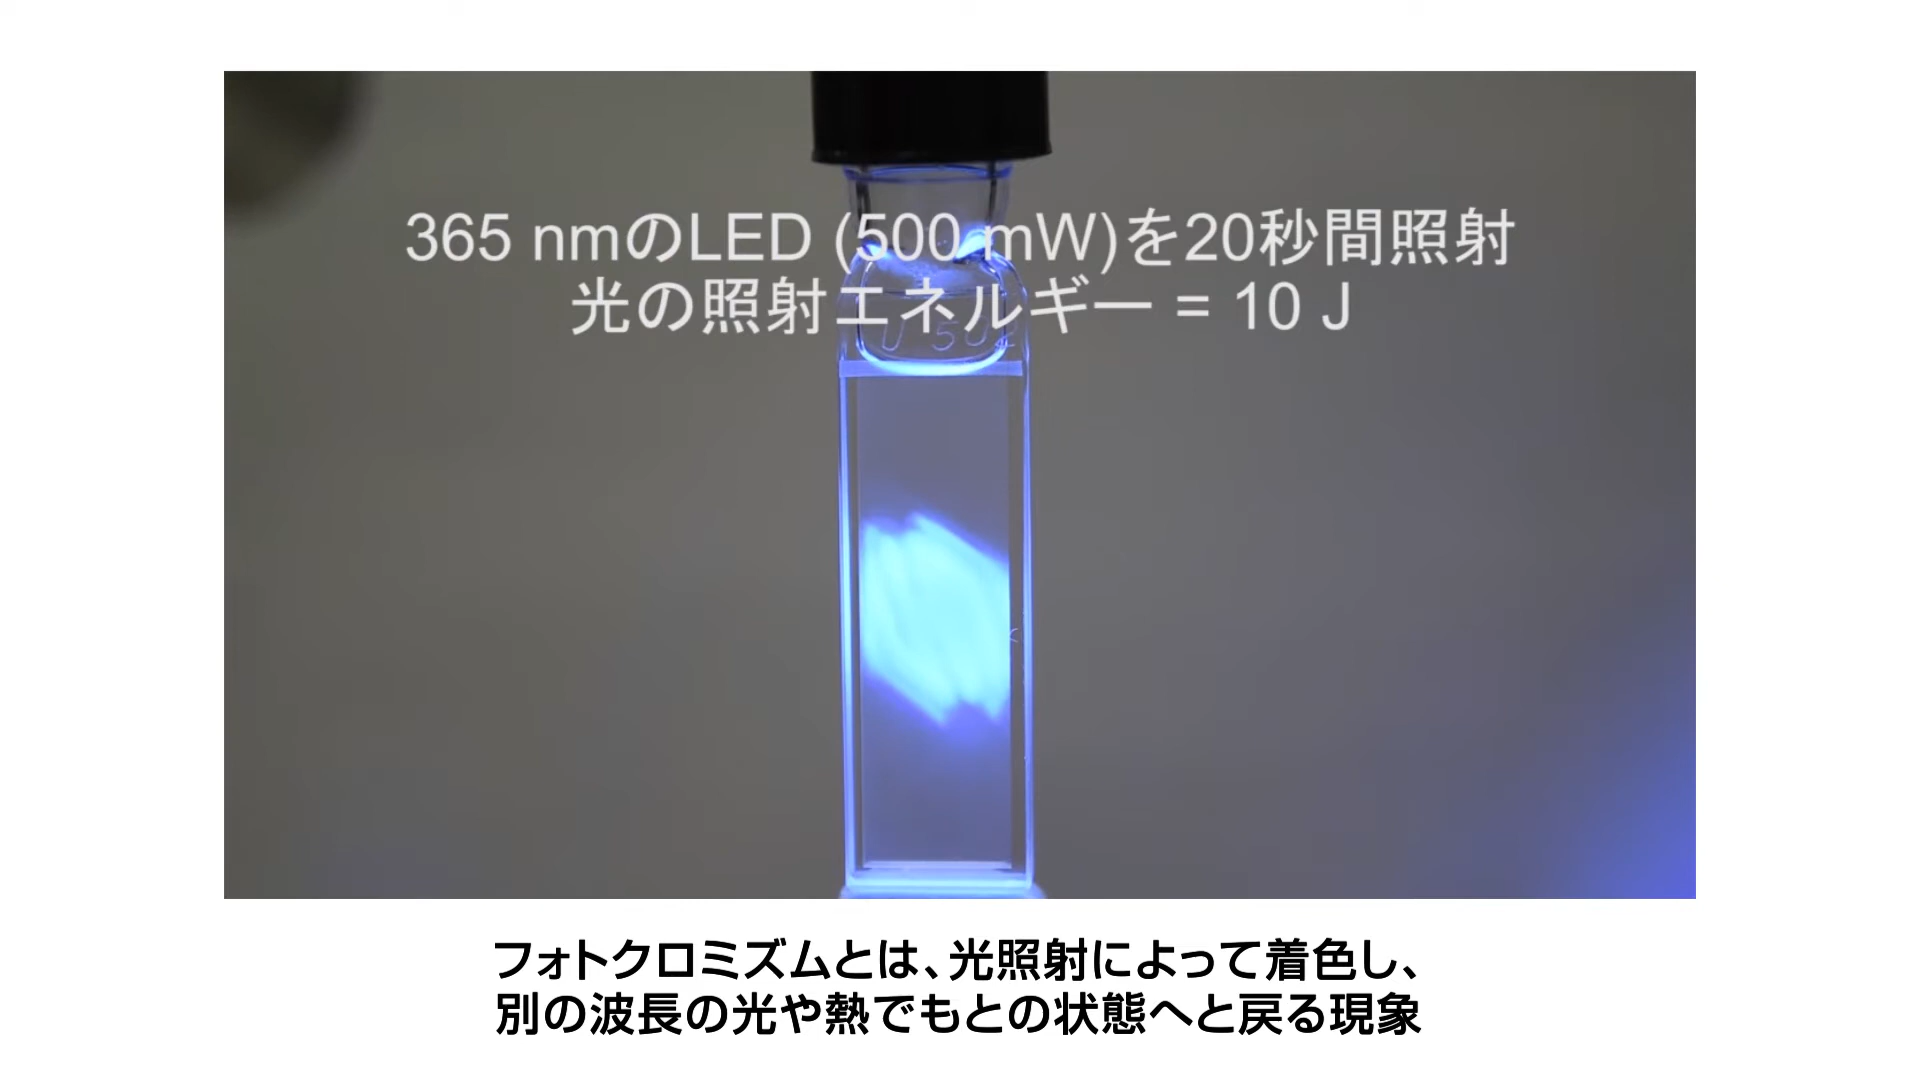 365 nmのLED (500 mW)を20秒間照射
光の照射エネルギー = 10 J
U 502
フォトクロミズムとは、光照射によって着色し、
別の波長の光や熱でもとの状態へと戻る現象